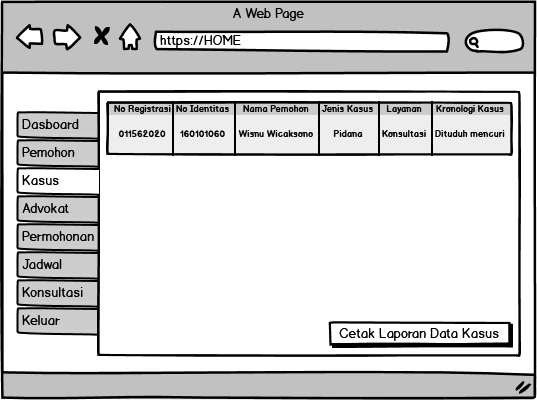 A Web Page
https://HOME
Dasboard
Pemohon
Kasus
Advokat
Permohonan
Jadwal
Konsultasi
Keluar
No Registrasi No Identitas Nama Pemohon Jenis Kasus Layanan Kronologi Kasus
011562020 160101060 Wisnu Wicaksono Pidana Konsultasi Dituduh mencuri
Cetak Laporan Data Kasus